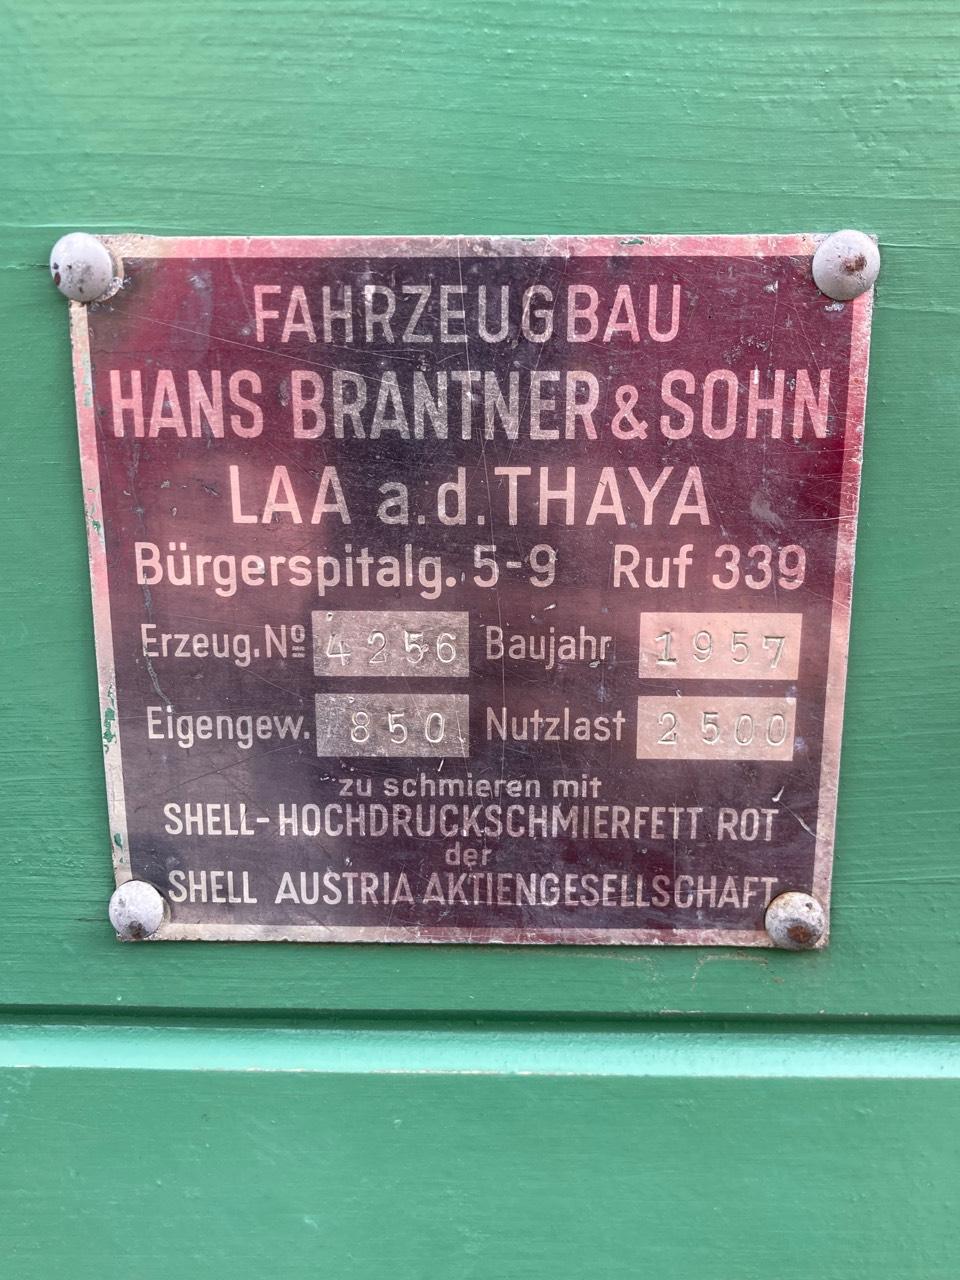 FAHRZEUGBAU
HANS BRANTNER & SOHN
LAA a.d. THAYA
Bürgerspitalg. 5-9 Ruf 339
Erzeug. Nº 4256 Baujahr 1957
Eigengew. 850 Nutzlast 2500
zu schmieren mit
SHELL-HOCHDRUCKSCHMIERFETT ROT
der
SHELL AUSTRIA AKTIENGESELLSCHAFT